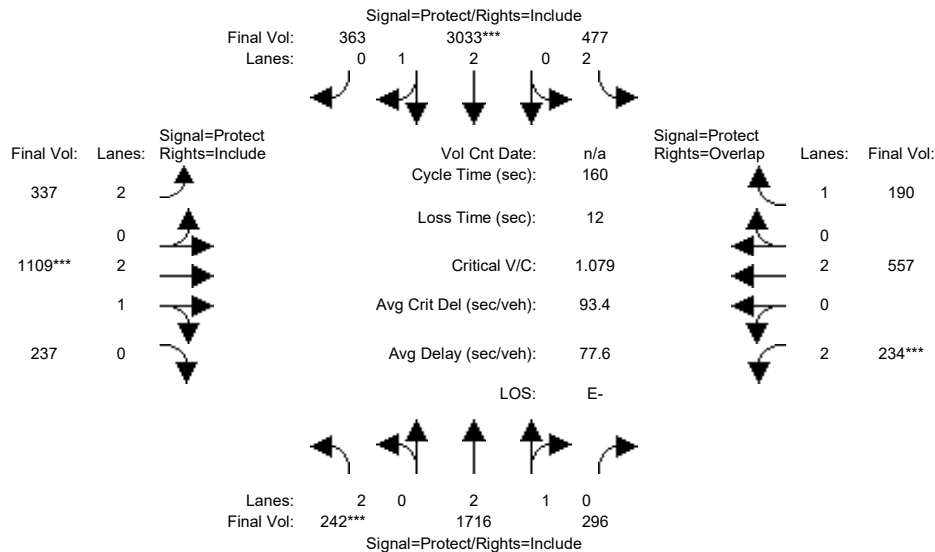 Signal=Protect/Rights=Include
Final Vol: 363 3033*** 477
Lanes: 0 1 2 0 2
Signal=Protect
Final Vol: Lanes: Rights=Include
Vol Cnt Date: n/a
Signal=Protect
Rights=Overlap Lanes: Final Vol:
Cycle Time (sec): 160
337 2
1 190
Loss Time (sec): 12
0
0
1109*** 2
Critical V/C: 1.079
2 557
1
Avg Crit Del (sec/veh): 93.4
0
237 0
Avg Delay (sec/veh): 77.6
2 234***
LOS: E-
Lanes: 2 0 2 1 0
Final Vol: 242*** 1716 296
Signal=Protect/Rights=Include